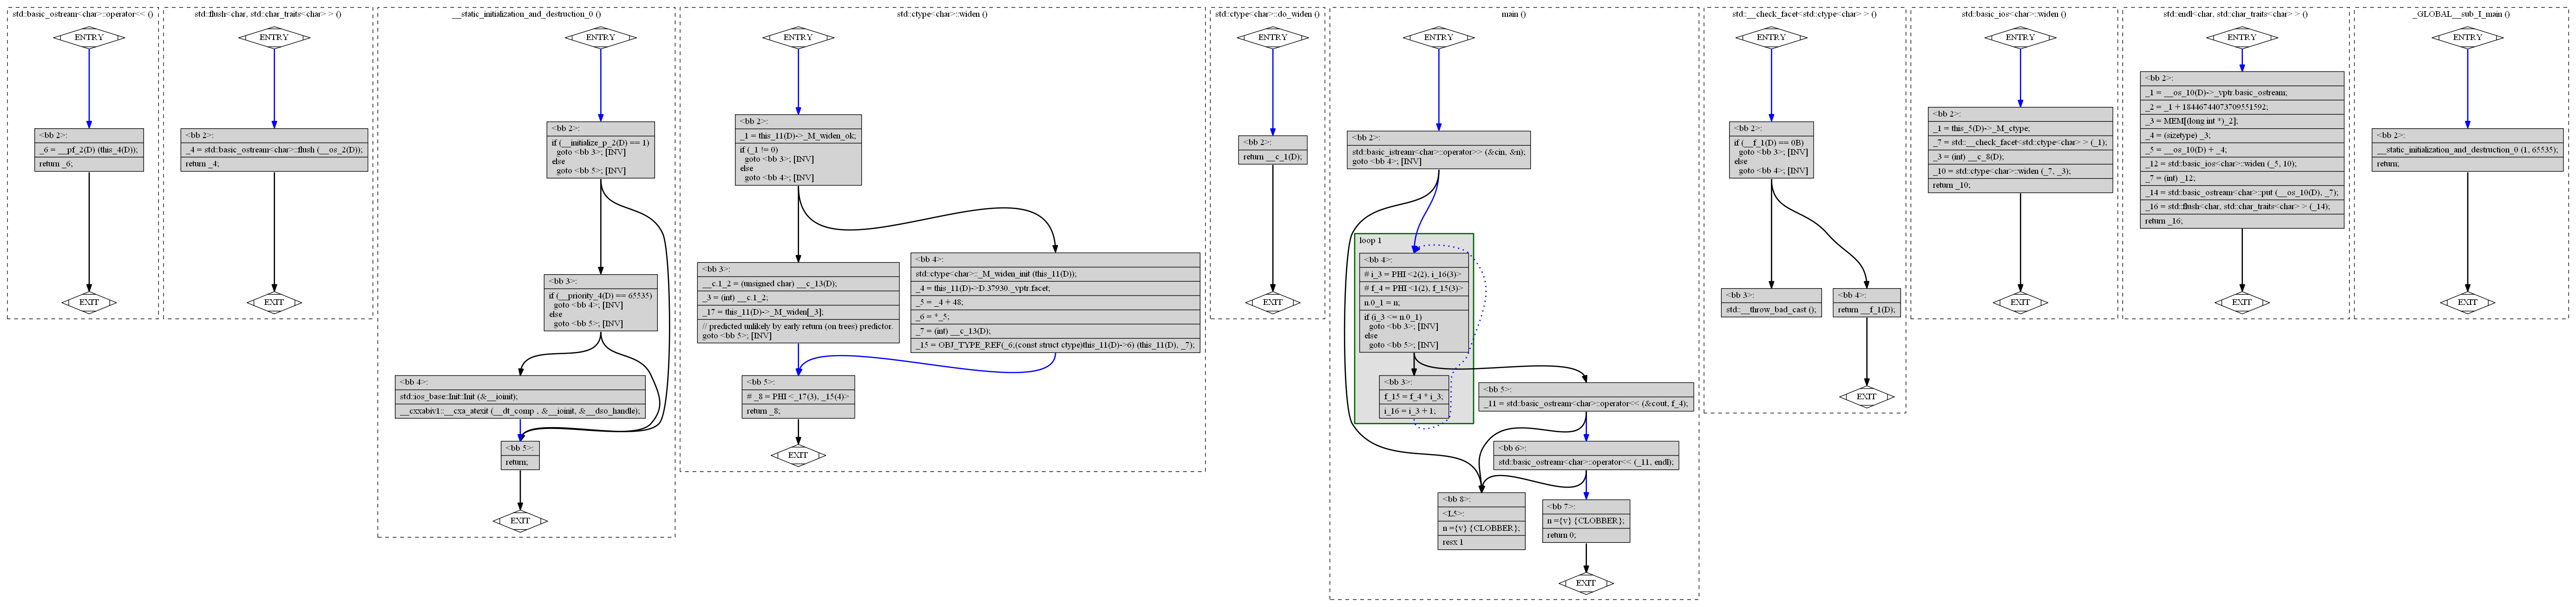 std::basic_ostream<char>::operator<< ()
ENTRY
<bb 2>:
_6 = __pf_2(D) (this_4(D));
return _6;
EXIT
std::flush<char, std::char_traits<char> > ()
ENTRY
<bb 2>:
_4 = std::basic_ostream<char>::flush (__os_2(D));
return _4;
EXIT
__static_initialization_and_destruction_0 ()
ENTRY
<bb 2>:
if (__initialize_p_2(D) == 1)
goto <bb 3>; [INV]
else
goto <bb 5>; [INV]
<bb 3>:
if (__priority_4(D) == 65535)
goto <bb 4>; [INV]
else
goto <bb 5>; [INV]
<bb 4>:
std::ios_base::Init::Init (&__ioinit);
__cxxabiv1::__cxa_atexit (__dt_comp , &__ioinit, &__dso_handle);
<bb 5>:
return;
EXIT
std::ctype<char>::widen ()
ENTRY
<bb 2>:
_1 = this_11(D)->_M_widen_ok;
if (_1 != 0)
goto <bb 3>; [INV]
else
goto <bb 4>; [INV]
<bb 3>:
__c.1_2 = (unsigned char) __c_13(D);
_3 = (int) __c.1_2;
_17 = this_11(D)->_M_widen[_3];
// predicted unlikely by early return (on trees) predictor.
goto <bb 5>; [INV]
<bb 4>:
std::ctype<char>::_M_widen_init (this_11(D));
_4 = this_11(D)->D.37930._vptr.facet;
_5 = _4 + 48;
_6 = *_5;
_7 = (int) __c_13(D);
_15 = OBJ_TYPE_REF(_6;(const struct ctype)this_11(D)->6) (this_11(D), _7);
<bb 5>:
# _8 = PHI <_17(3), _15(4)>
return _8;
EXIT
std::ctype<char>::do_widen ()
ENTRY
<bb 2>:
return __c_1(D);
EXIT
main ()
ENTRY
<bb 2>:
std::basic_istream<char>::operator>> (&cin, &n);
goto <bb 4>; [INV]
loop 1
<bb 4>:
# i_3 = PHI <2(2), i_16(3)>
# f_4 = PHI <1(2), f_15(3)>
n.0_1 = n;
if (i_3 <= n.0_1)
goto <bb 3>; [INV]
else
goto <bb 5>; [INV]
<bb 3>:
f_15 = f_4 * i_3;
i_16 = i_3 + 1;
<bb 5>:
_11 = std::basic_ostream<char>::operator<< (&cout, f_4);
<bb 6>:
std::basic_ostream<char>::operator<< (_11, endl);
<bb 8>:
<L5>:
n ={v} {CLOBBER};
resx 1
<bb 7>:
n ={v} {CLOBBER};
return 0;
EXIT
std::__check_facet<std::ctype<char> > ()
ENTRY
<bb 2>:
if (__f_1(D) == 0B)
goto <bb 3>; [INV]
else
goto <bb 4>; [INV]
<bb 3>:
std::__throw_bad_cast ();
<bb 4>:
return __f_1(D);
EXIT
std::basic_ios<char>::widen ()
ENTRY
<bb 2>:
_1 = this_5(D)->_M_ctype;
_7 = std::__check_facet<std::ctype<char> > (_1);
_3 = (int) __c_8(D);
_10 = std::ctype<char>::widen (_7, _3);
return _10;
EXIT
std::endl<char, std::char_traits<char> > ()
ENTRY
<bb 2>:
_1 = __os_10(D)->_vptr.basic_ostream;
_2 = _1 + 18446744073709551592;
_3 = MEM[(long int *)_2];
_4 = (sizetype) _3;
_5 = __os_10(D) + _4;
_12 = std::basic_ios<char>::widen (_5, 10);
_7 = (int) _12;
_14 = std::basic_ostream<char>::put (__os_10(D), _7);
_16 = std::flush<char, std::char_traits<char> > (_14);
return _16;
EXIT
_GLOBAL__sub_I_main ()
ENTRY
<bb 2>:
__static_initialization_and_destruction_0 (1, 65535);
return;
EXIT